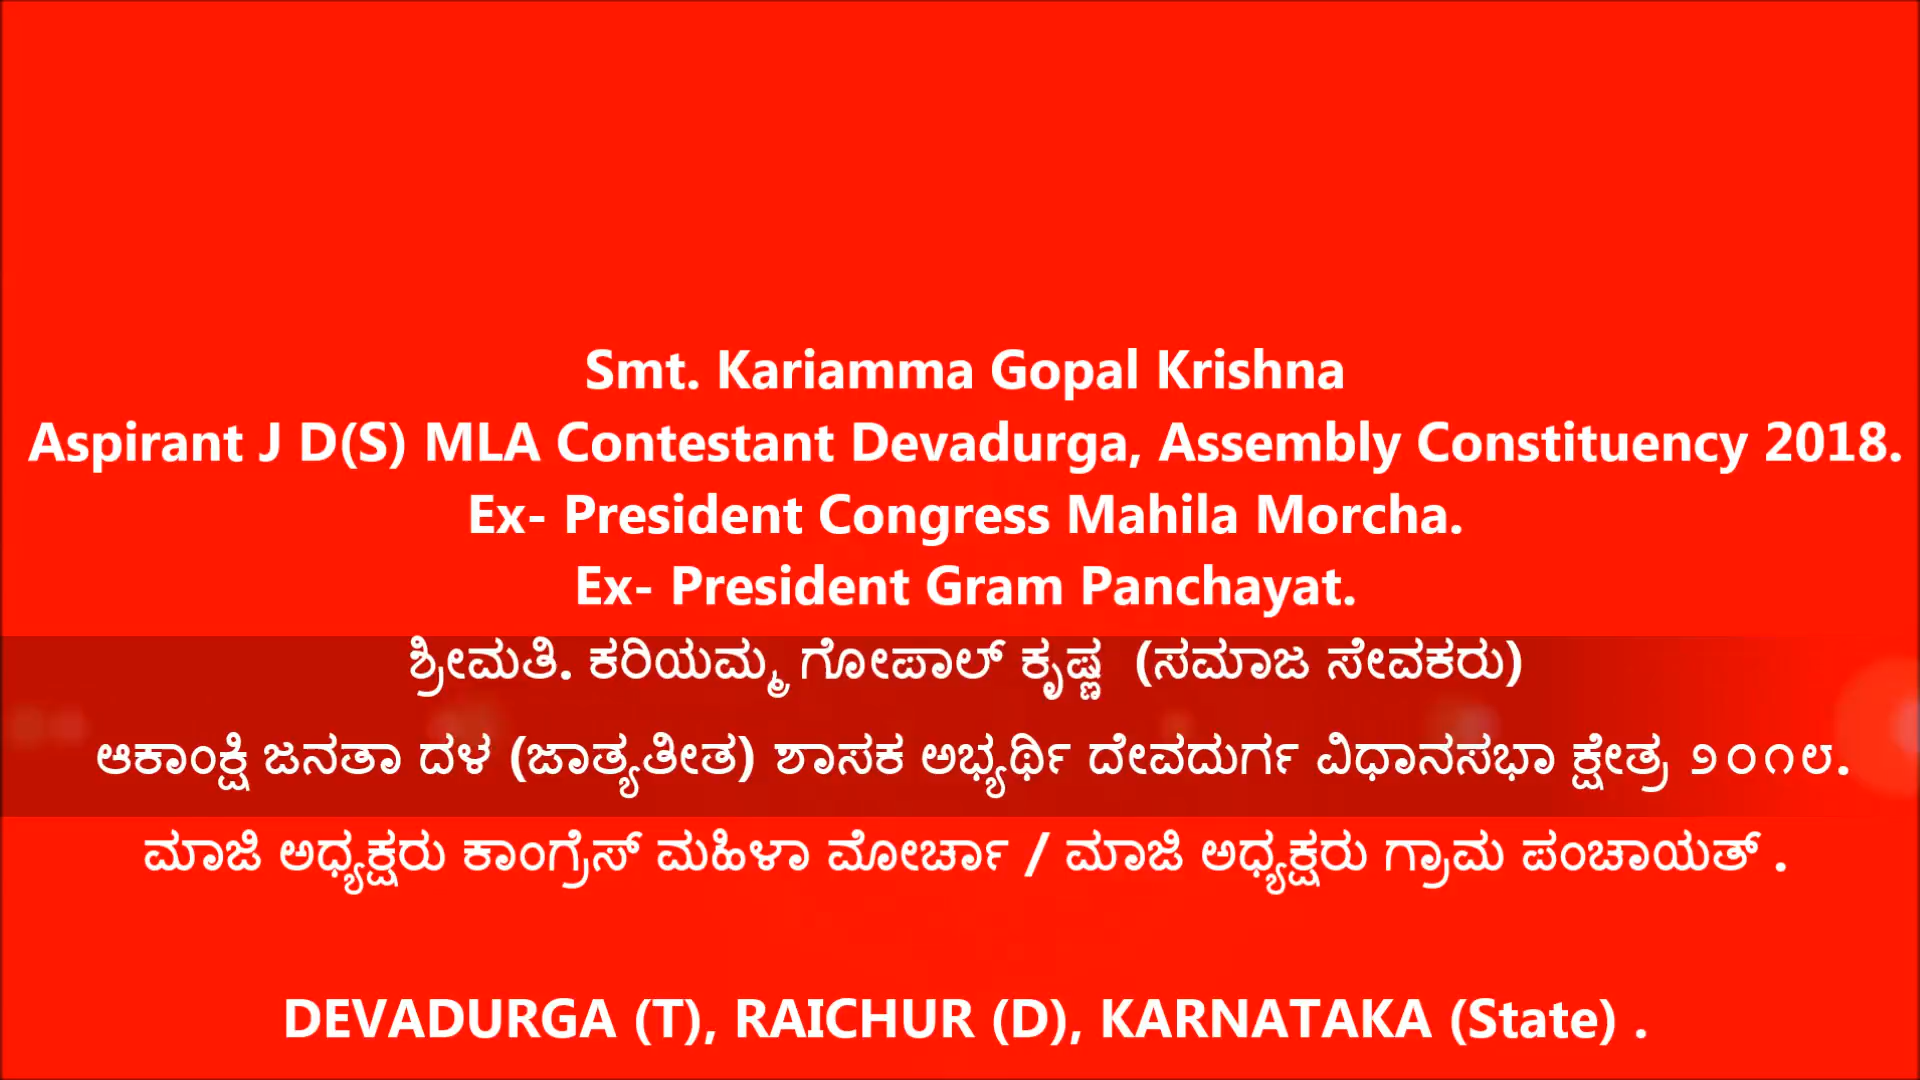 Smt. Kariamma Gopal Krishna
Aspirant J D(S) MLA Contestant Devadurga, Assembly Constituency 2018.
Ex- President Congress Mahila Morcha.
Ex- President Gram Panchayat.
ಶ್ರೀಮತಿ. ಕರಿಯಮ್ಮ ಗೋಪಾಲ್ ಕೃಷ್ಣ (ಸಮಾಜ ಸೇವಕರು)
ಆಕಾಂಕ್ಷಿ ಜನತಾ ದಳ (ಜಾತ್ಯತೀತ) ಶಾಸಕ ಅಭ್ಯರ್ಥಿ ದೇವದುರ್ಗ ವಿಧಾನಸಭಾ ಕ್ಷೇತ್ರ ೨೦೧೮.
ಮಾಜಿ ಅಧ್ಯಕ್ಷರು ಕಾಂಗ್ರೆಸ್ ಮಹಿಳಾ ಮೋರ್ಚಾ / ಮಾಜಿ ಅಧ್ಯಕ್ಷರು ಗ್ರಾಮ ಪಂಚಾಯತ್ .
DEVADURGA (T), RAICHUR (D), KARNATAKA (State) .